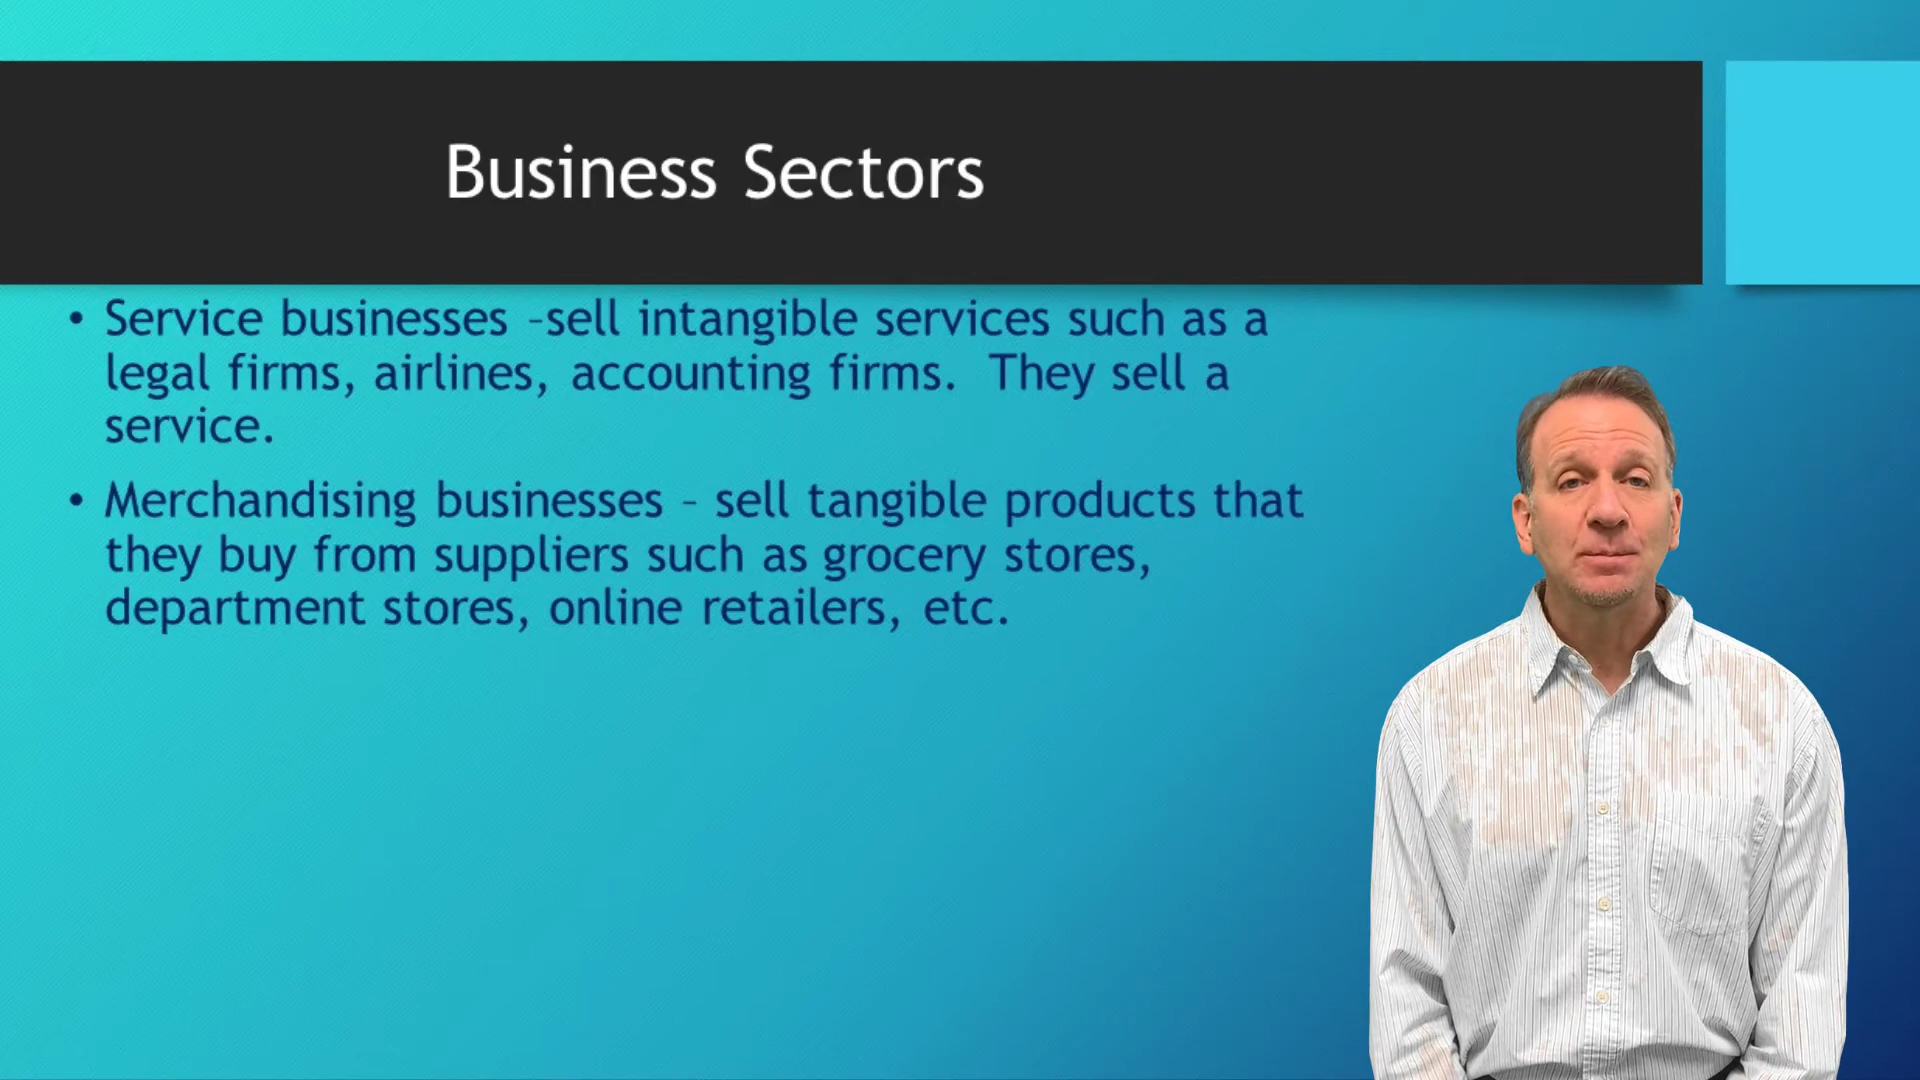 Business Sectors
• Service businesses –sell intangible services such as a
legal firms, airlines, accounting firms.  They sell a
service.
• Merchandising businesses – sell tangible products that
they buy from suppliers such as grocery stores,
department stores, online retailers, etc.